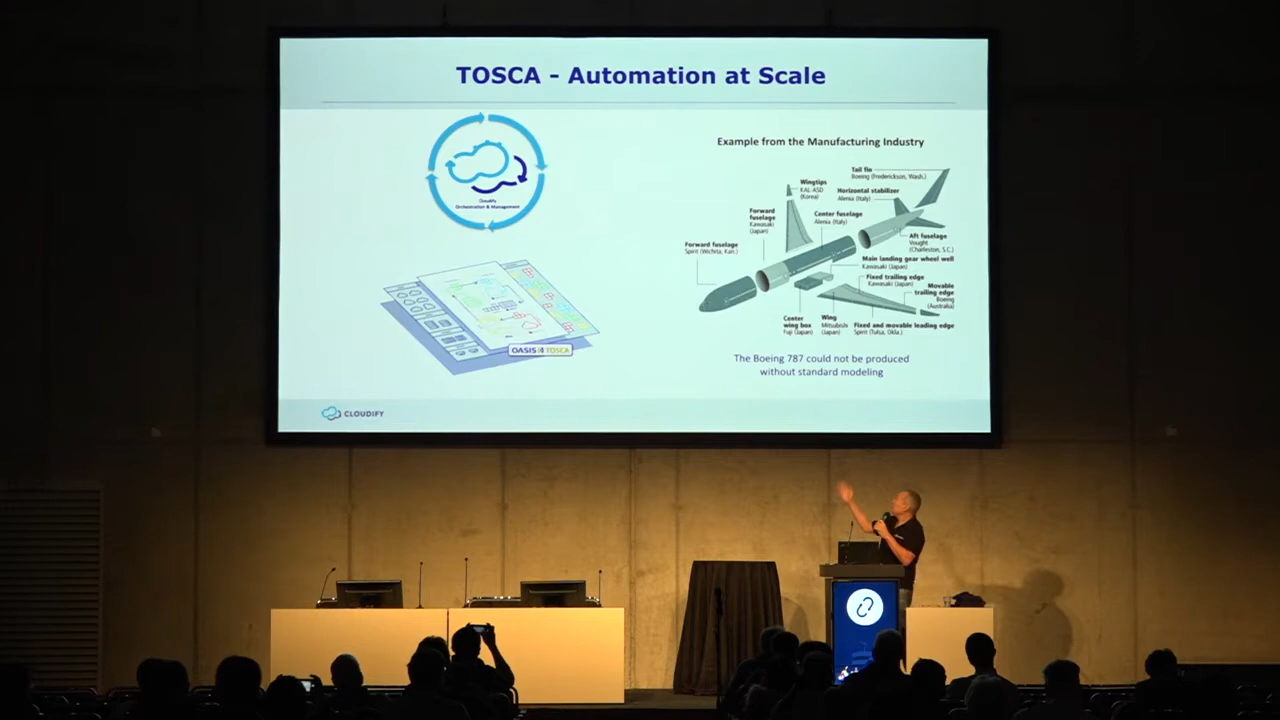 TOSCA - Automation at Scale
Cloudify
Orchestration & Management
OASIS TOSCA
Example from the Manufacturing Industry
Tail fin
Boeing (Frederickson, Wash.)
Wingtips
KAL-ASD
(Korea)
Horizontal stabilizer
Alenia (Italy)
Forward
fuselage
Kawasaki
(Japan)
Center fuselage
Alenia (Italy)
Aft fuselage
Vought
(Charleston, S.C.)
Forward fuselage
Spirit (Wichita, Kan.)
Main landing gear wheel well
Kawasaki (Japan)
Fixed trailing edge
Kawasaki (Japan)
Movable
trailing edge
Boeing
(Australia)
Center
wing box
Fuji (Japan)
Wing
Mitsubishi
(Japan)
Fixed and movable leading edge
Spirit (Tulsa, Okla.)
The Boeing 787 could not be produced
without standard modeling
CLOUDIFY